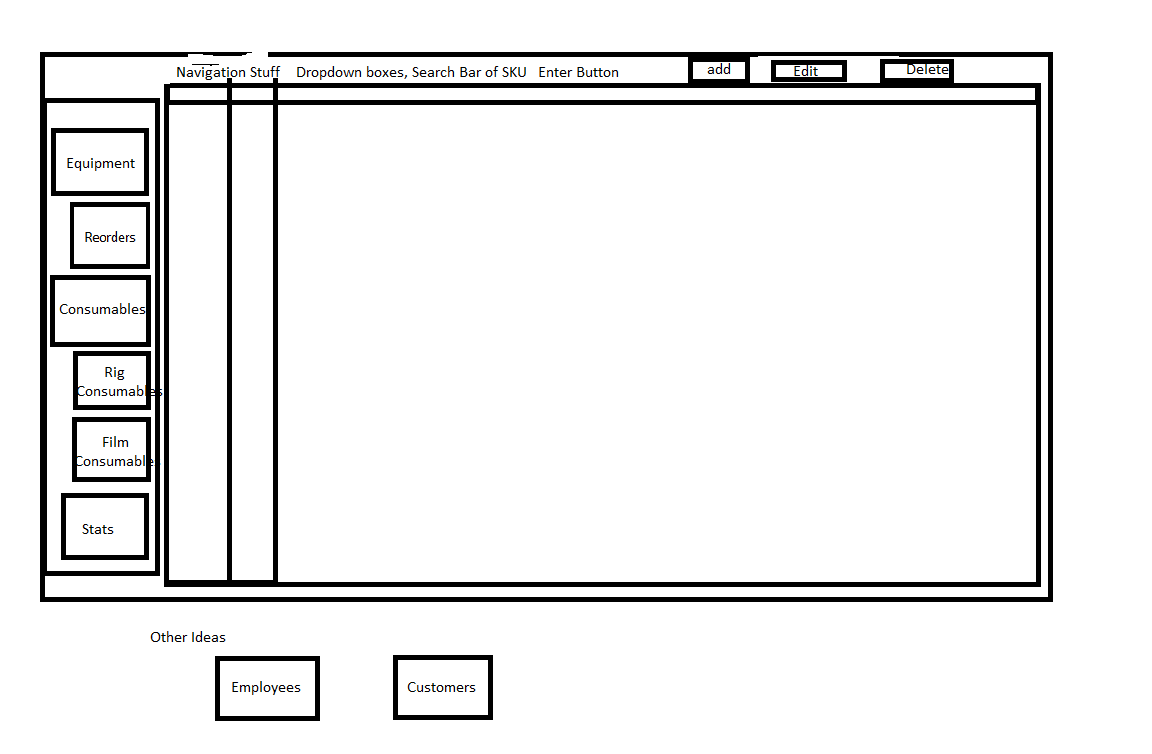 Navigation Stuff Dropdown boxes, Search Bar of SKU Enter Button add Edit Delete
Equipment
Reorders
Consumables
Rig
Consumables
Film
Consumables
Stats
Other Ideas
Employees Customers